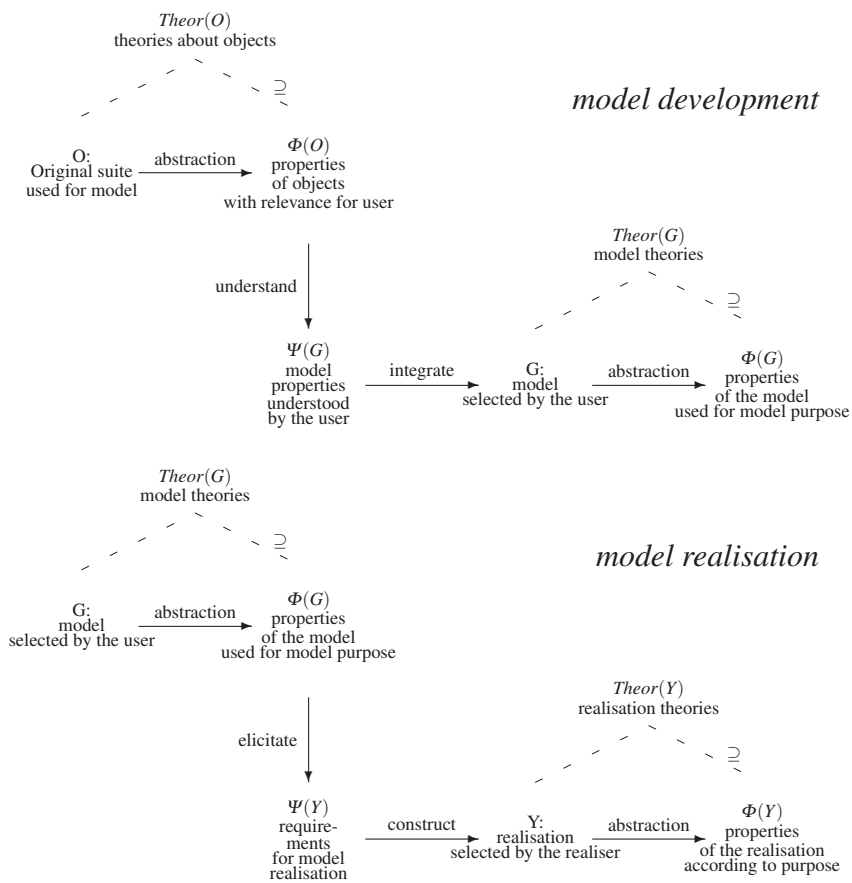 Theor(O)
theories about objects
⊇
model development
O:
Original suite
used for model
abstraction
Φ(O)
properties
of objects
with relevance for user
understand
Theor(G)
model theories
⊇
Ψ(G)
model
properties
understood
by the user
integrate
G:
model
selected by the user
abstraction
Φ(G)
properties
of the model
used for model purpose
Theor(G)
model theories
⊇
model realisation
G:
model
selected by the user
abstraction
Φ(G)
properties
of the model
used for model purpose
elicitate
Theor(Y)
realisation theories
⊇
Ψ(Y)
require-
ments
for model
realisation
construct
Y:
realisation
selected by the realiser
abstraction
Φ(Y)
properties
of the realisation
according to purpose